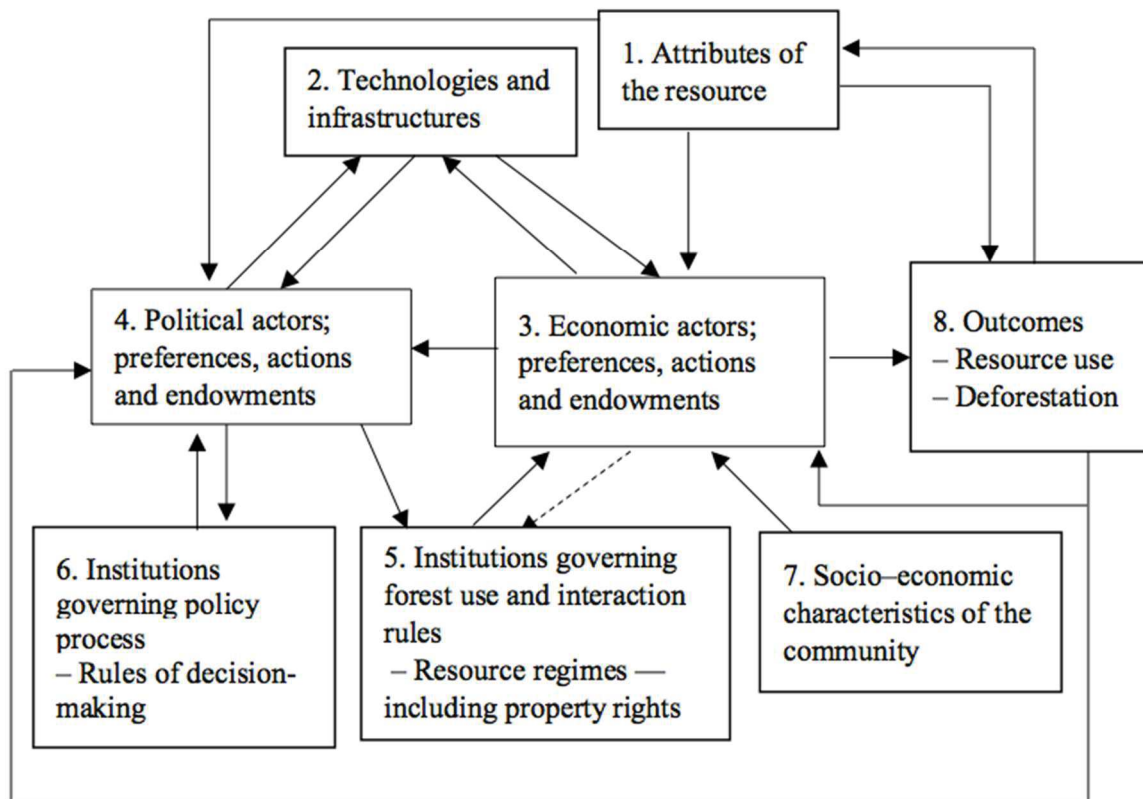 1. Attributes of
the resource
2. Technologies and
infrastructures
4. Political actors;
preferences, actions
and endowments
3. Economic actors;
preferences, actions
and endowments
8. Outcomes
– Resource use
– Deforestation
6. Institutions
governing policy
process
– Rules of decision-
making
5. Institutions governing
forest use and interaction
rules
– Resource regimes —
including property rights
7. Socio–economic
characteristics of the
community